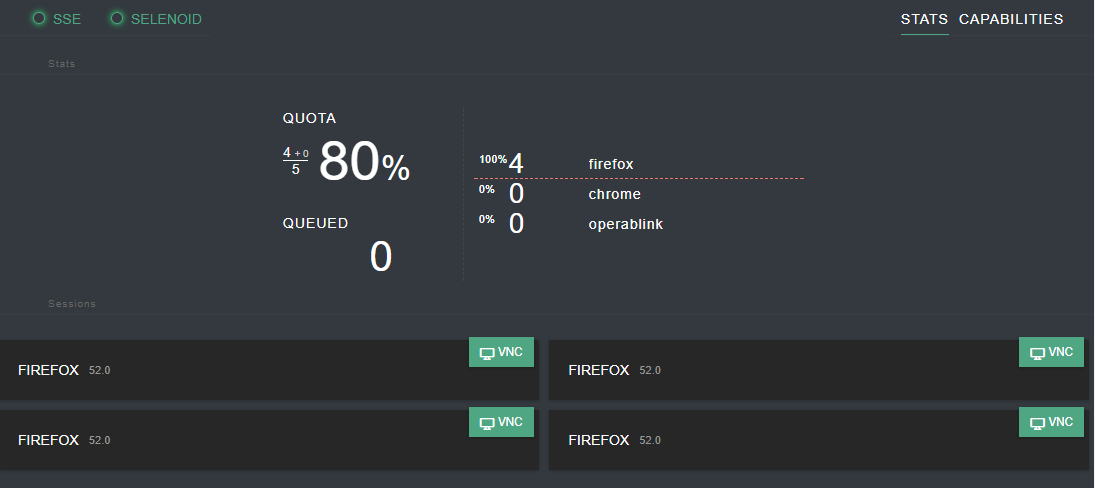 SSE SELENOID STATS CAPABILITIES
Stats
QUOTA
4 + 0
5
80%
QUEUED
0
100% 4 firefox
0% 0 chrome
0% 0 operablink
Sessions
FIREFOX 52.0 VNC
FIREFOX 52.0 VNC
FIREFOX 52.0 VNC
FIREFOX 52.0 VNC